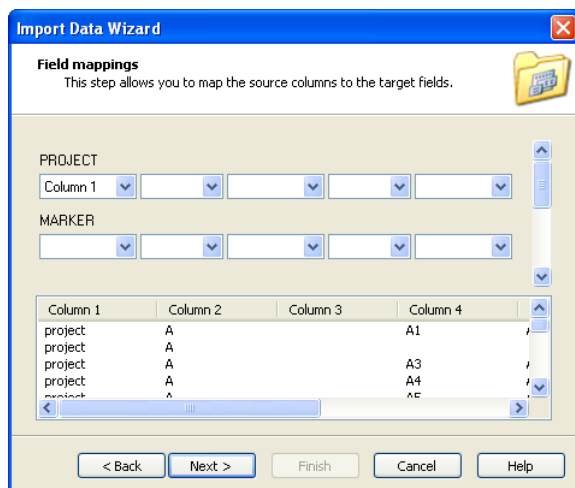 Import Data Wizard
Field mappings
This step allows you to map the source columns to the target fields.
PROJECT
Column 1
MARKER
Column 1 Column 2 Column 3 Column 4
project A A1
project A
project A A3
project A A4
project A A5
< Back Next > Finish Cancel Help